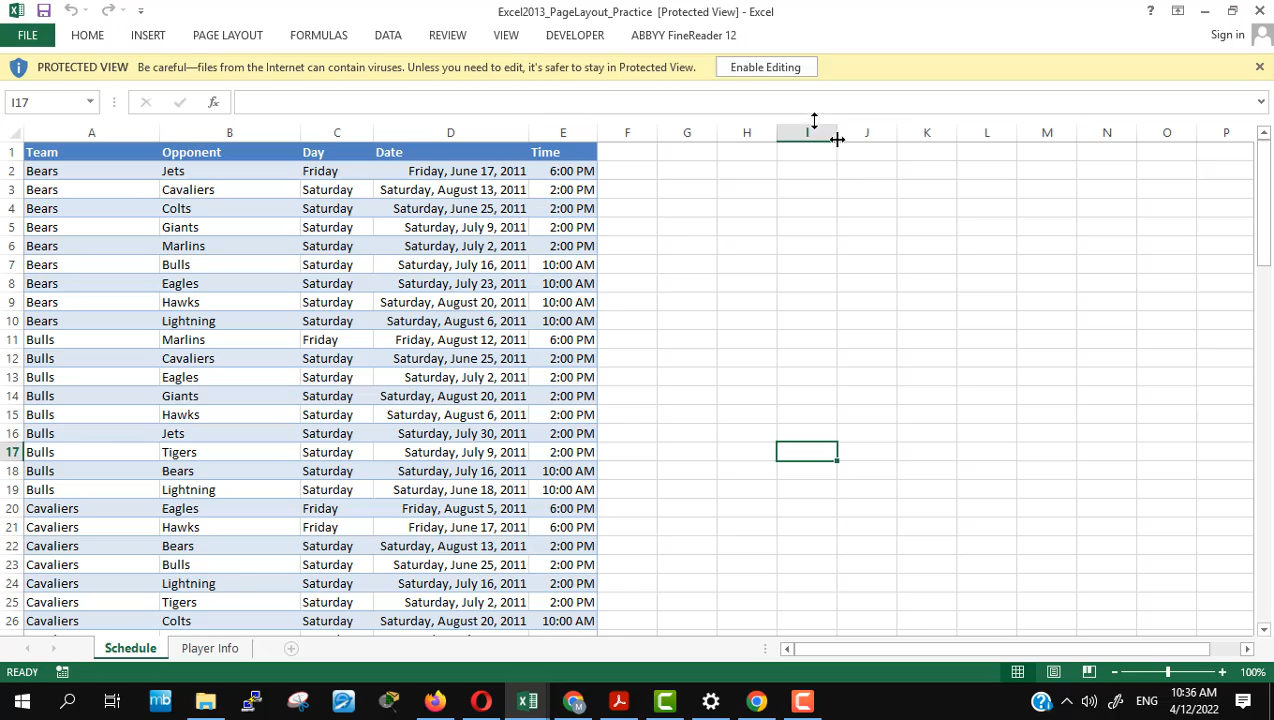 Excel2013_PageLayout_Practice [Protected View] - Excel
FILE HOME INSERT PAGE LAYOUT FORMULAS DATA REVIEW VIEW DEVELOPER ABBYY FineReader 12 Sign in
PROTECTED VIEW Be careful—files from the Internet can contain viruses. Unless you need to edit, it's safer to stay in Protected View. Enable Editing
I17 fx
A B C D E F G H I J K L M N O P
1 Team Opponent Day Date Time
2 Bears Jets Friday Friday, June 17, 2011 6:00 PM
3 Bears Cavaliers Saturday Saturday, August 13, 2011 2:00 PM
4 Bears Colts Saturday Saturday, June 25, 2011 2:00 PM
5 Bears Giants Saturday Saturday, July 9, 2011 2:00 PM
6 Bears Marlins Saturday Saturday, July 2, 2011 2:00 PM
7 Bears Bulls Saturday Saturday, July 16, 2011 10:00 AM
8 Bears Eagles Saturday Saturday, July 23, 2011 10:00 AM
9 Bears Hawks Saturday Saturday, August 20, 2011 10:00 AM
10 Bears Lightning Saturday Saturday, August 6, 2011 10:00 AM
11 Bulls Marlins Friday Friday, August 12, 2011 6:00 PM
12 Bulls Cavaliers Saturday Saturday, June 25, 2011 2:00 PM
13 Bulls Eagles Saturday Saturday, July 2, 2011 2:00 PM
14 Bulls Giants Saturday Saturday, August 20, 2011 2:00 PM
15 Bulls Hawks Saturday Saturday, August 6, 2011 2:00 PM
16 Bulls Jets Saturday Saturday, July 30, 2011 2:00 PM
17 Bulls Tigers Saturday Saturday, July 9, 2011 2:00 PM
18 Bulls Bears Saturday Saturday, July 16, 2011 10:00 AM
19 Bulls Lightning Saturday Saturday, June 18, 2011 10:00 AM
20 Cavaliers Eagles Friday Friday, August 5, 2011 6:00 PM
21 Cavaliers Hawks Friday Friday, June 17, 2011 6:00 PM
22 Cavaliers Bears Saturday Saturday, August 13, 2011 2:00 PM
23 Cavaliers Bulls Saturday Saturday, June 25, 2011 2:00 PM
24 Cavaliers Lightning Saturday Saturday, July 16, 2011 2:00 PM
25 Cavaliers Tigers Saturday Saturday, July 2, 2011 2:00 PM
26 Cavaliers Colts Saturday Saturday, August 20, 2011 10:00 AM
Schedule Player Info
READY 100%
mb ENG 10:36 AM
4/12/2022